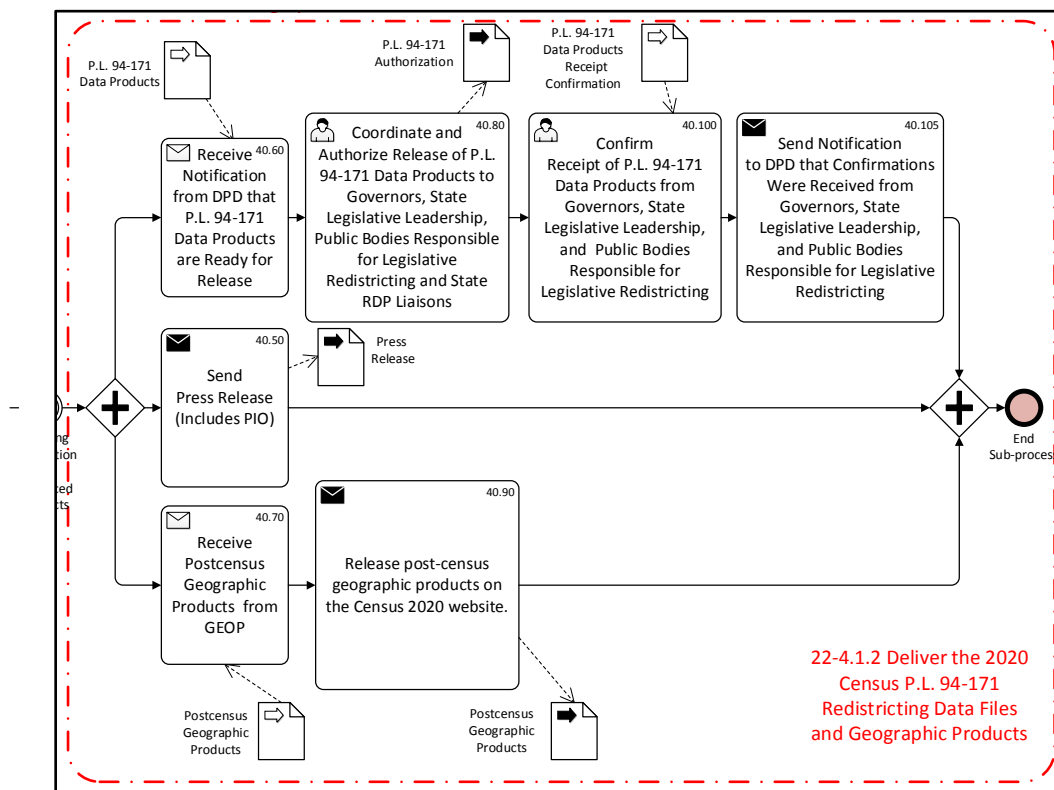 P.L. 94-171
Data Products
P.L. 94-171
Authorization
P.L. 94-171
Data Products
Receipt
Confirmation
40.60
Receive
Notification
from DPD that
P.L. 94-171
Data Products
are Ready for
Release
40.80
Coordinate and
Authorize Release of P.L.
94-171 Data Products to
Governors, State
Legislative Leadership,
Public Bodies Responsible
for Legislative
Redistricting and State
RDP Liaisons
40.100
Confirm
Receipt of P.L. 94-171
Data Products from
Governors, State
Legislative Leadership,
and Public Bodies
Responsible for
Legislative Redistricting
40.105
Send Notification
to DPD that Confirmations
Were Received from
Governors, State
Legislative Leadership,
and Public Bodies
Responsible for Legislative
Redistricting
40.50
Send
Press Release
(Includes PIO)
Press
Release
End
Sub-proces
40.70
Receive
Postcensus
Geographic
Products from
GEOP
40.90
Release post-census
geographic products on
the Census 2020 website.
Postcensus
Geographic
Products
Postcensus
Geographic
Products
22-4.1.2 Deliver the 2020
Census P.L. 94-171
Redistricting Data Files
and Geographic Products